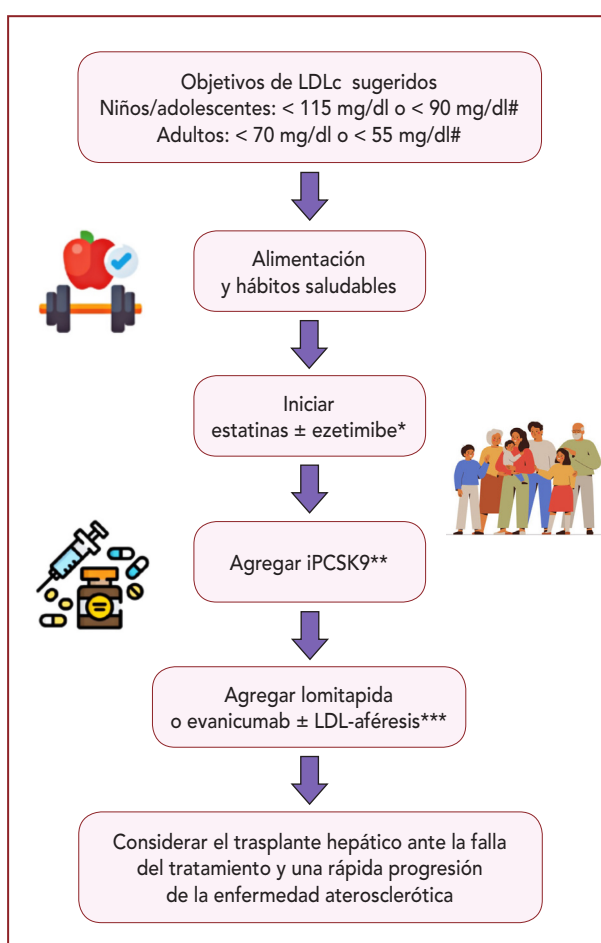 Objetivos de LDLc sugeridos
Niños/adolescentes: < 115 mg/dl o < 90 mg/dl#
Adultos: < 70 mg/dl o < 55 mg/dl#
Alimentación
y hábitos saludables
Iniciar
estatinas ± ezetimibe*
Agregar iPCSK9**
Agregar lomitapida
o evanicumab ± LDL-aféresis***
Considerar el trasplante hepático ante la falla
del tratamiento y una rápida progresión
de la enfermedad aterosclerótica